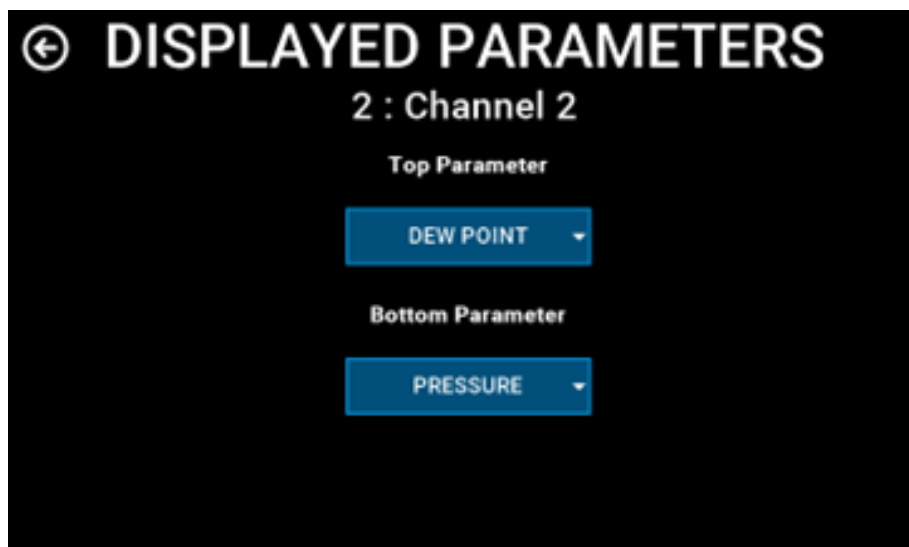 DISPLAYED PARAMETERS
2 : Channel 2
Top Parameter
DEW POINT
Bottom Parameter
PRESSURE